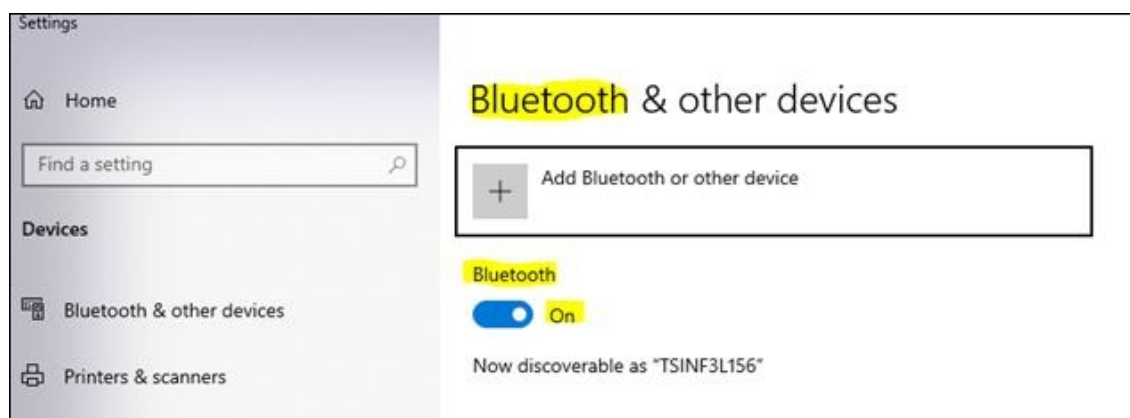 Settings
Home
Find a setting
Devices
Bluetooth & other devices
Printers & scanners
Bluetooth & other devices
Add Bluetooth or other device
Bluetooth
On
Now discoverable as "TSINF3L156"